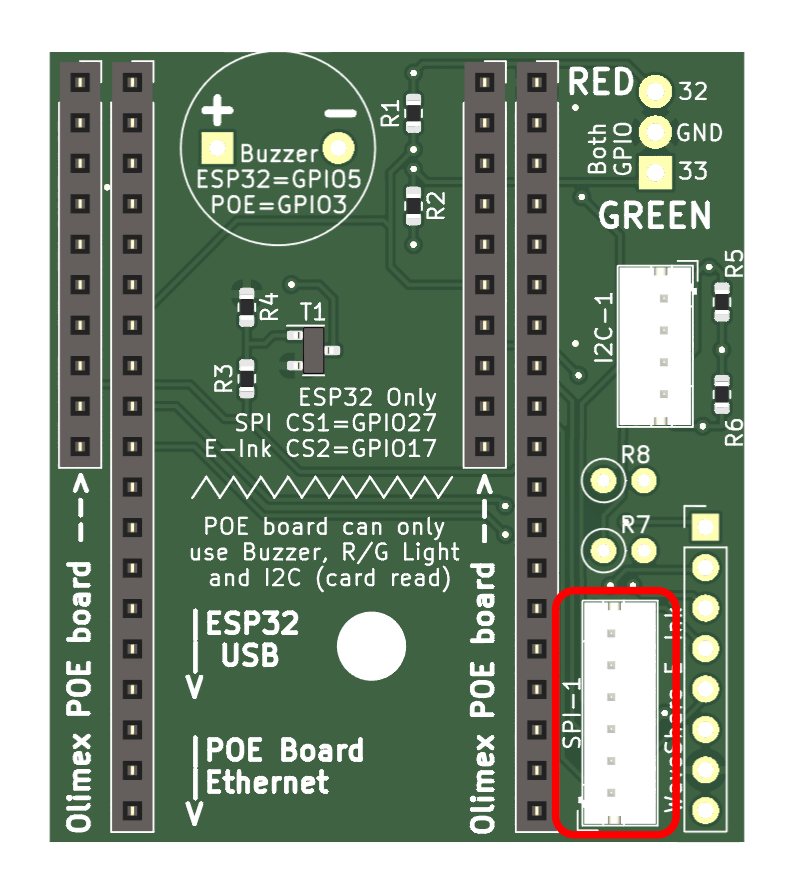 RED
32
GND
33
Both
GPIO
GREEN
+
-
Buzzer
ESP32=GPIO5
POE=GPIO3
R1
R2
R4
T1
R3
I2C-1
R5
R6
ESP32 Only
SPI CS1=GPIO27
E-Ink CS2=GPIO17
R8
R7
POE board can only
use Buzzer, R/G Light
and I2C (card read)
Olimex POE board -->
Olimex POE board -->
ESP32
USB
POE Board
Ethernet
SPI-1
WaveShare E-Ink